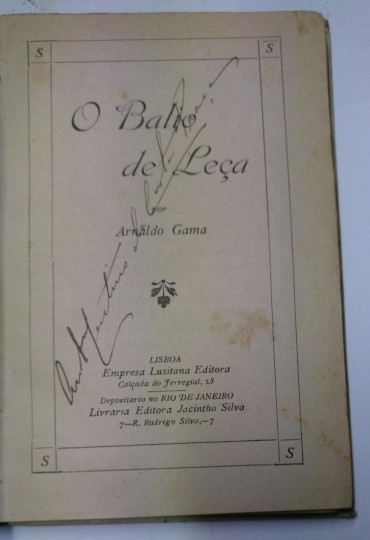 S S
O Balio
de Leça
por
Arnaldo Gama
LISBOA
Empresa Lusitana Editora
Calçada do Ferregial, 23
Depositario no RIO DE JANEIRO
Livraria Editora Jacintho Silva
7—R. Rodrigo Silva,—7
S S